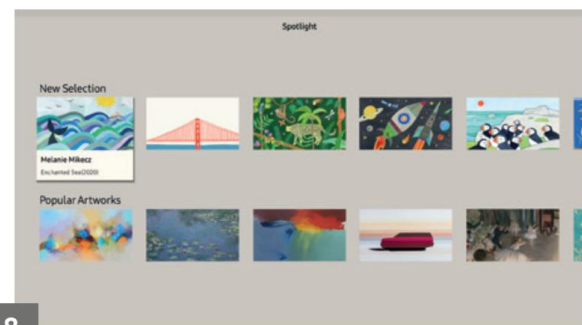 Spotlight
New Selection
Melanie Mikecz
Enchanted Sea(2020)
Popular Artworks
8